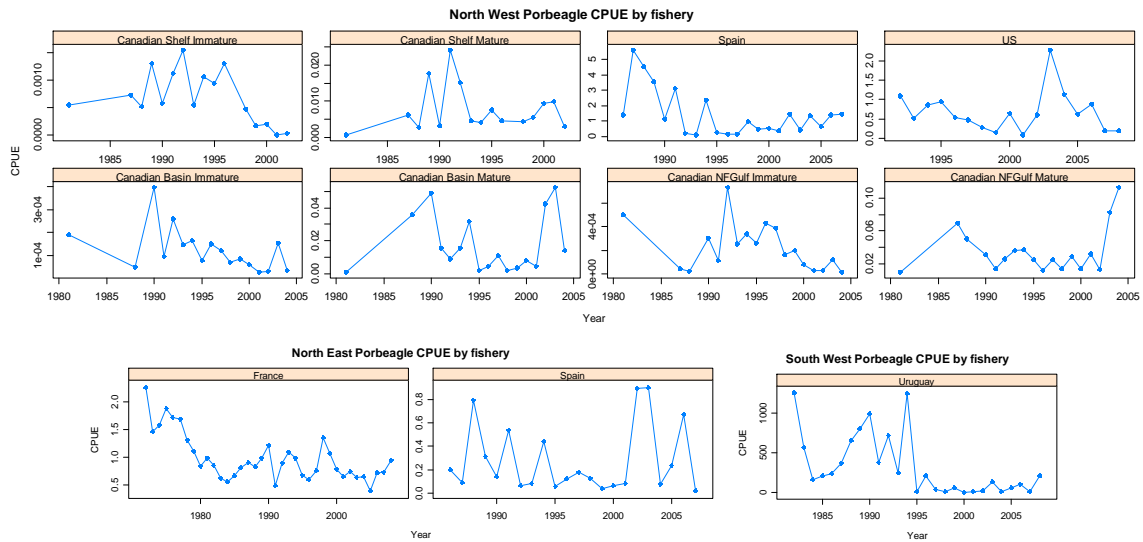 North West Porbeagle CPUE by fishery
Canadian Shelf Immature
Canadian Shelf Mature
Spain
US
0.0000 0.0010
0.000 0.010 0.020
0 1 2 3 4 5
0.0 0.5 1.0 1.5 2.0
1985 1990 1995 2000
1985 1990 1995 2000
1990 1995 2000 2005
1995 2000 2005
CPUE
Canadian Basin Immature
Canadian Basin Mature
Canadian NFGulf Immature
Canadian NFGulf Mature
1e-04 3e-04
0.00 0.02 0.04
0e+00 4e-04
0.02 0.06 0.10
1980 1985 1990 1995 2000 2005
1980 1985 1990 1995 2000 2005
1980 1985 1990 1995 2000 2005
1980 1985 1990 1995 2000 2005
Year
North East Porbeagle CPUE by fishery
France
Spain
CPUE
0.5 1.0 1.5 2.0
0.0 0.2 0.4 0.6 0.8
1980 1990 2000
1990 1995 2000 2005
Year
South West Porbeagle CPUE by fishery
Uruguay
CPUE
0 500 1000
1985 1990 1995 2000 2005
Year